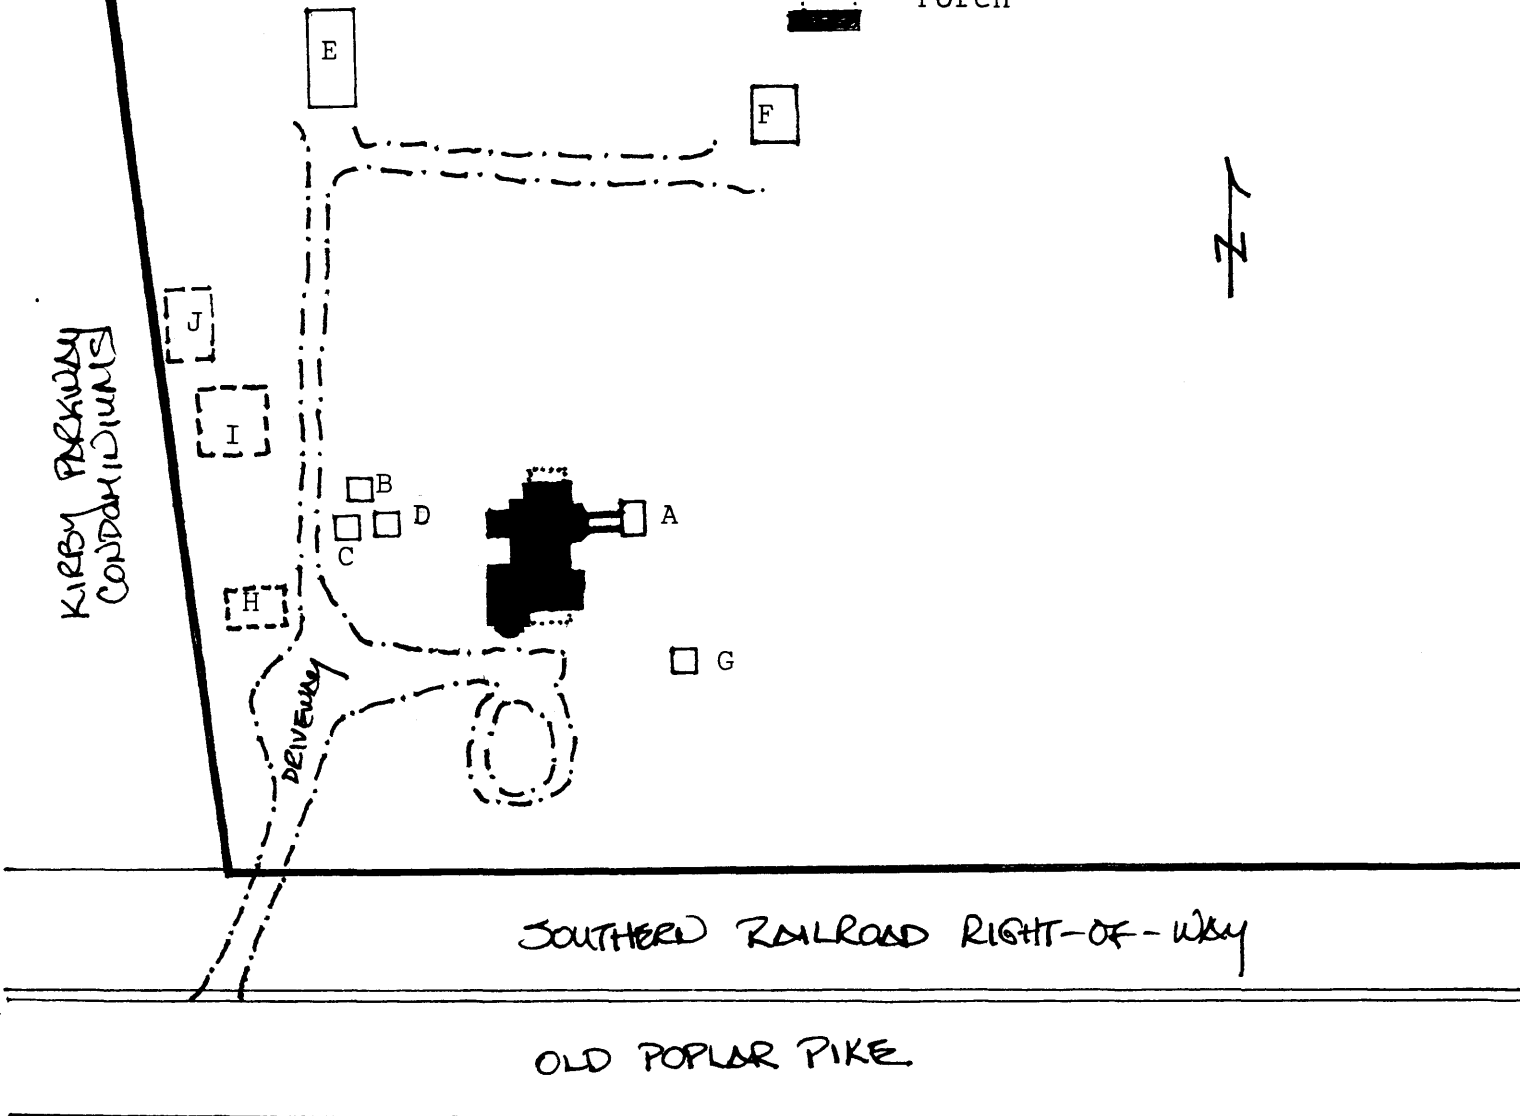 Porch
E
F
N
J
KIRBY PARKWAY
CONDOMINIUMS
I
B
D
A
C
H
G
DRIVEWAY
SOUTHERN RAILROAD RIGHT-OF-WAY
OLD POPLAR PIKE